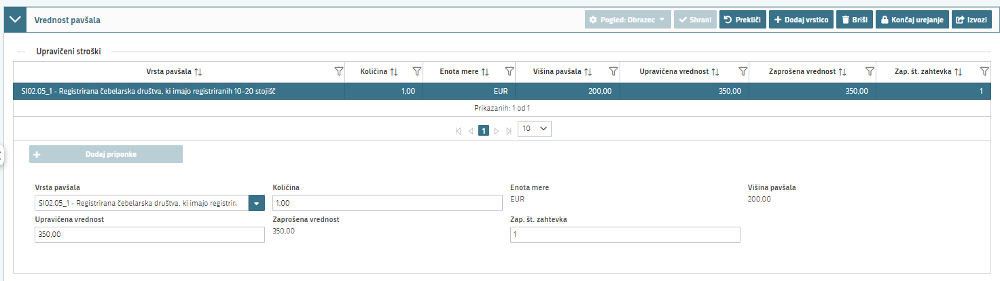 Vrednost pavšala
Pogled: Obrazec
Shrani
Prekliči
Dodaj vrstico
Briši
Končaj urejanje
Izvozi
Upravičeni stroški
Vrsta pavšala Količina Enota mere Višina pavšala Upravičena vrednost Zaprošena vrednost Zap. št. zahtevka
SI02.05_1 - Registrirana čebelarska društva, ki imajo registriranih 10–20 stojišč 1,00 EUR 200,00 350,00 350,00 1
Prikazanih: 1 od 1
1 10
Dodaj priponke
Vrsta pavšala Količina Enota mere Višina pavšala
SI02.05_1 - Registrirana čebelarska društva, ki imajo registrira 1,00 EUR 200,00
Upravičena vrednost Zaprošena vrednost Zap. št. zahtevka
350,00 350,00 1